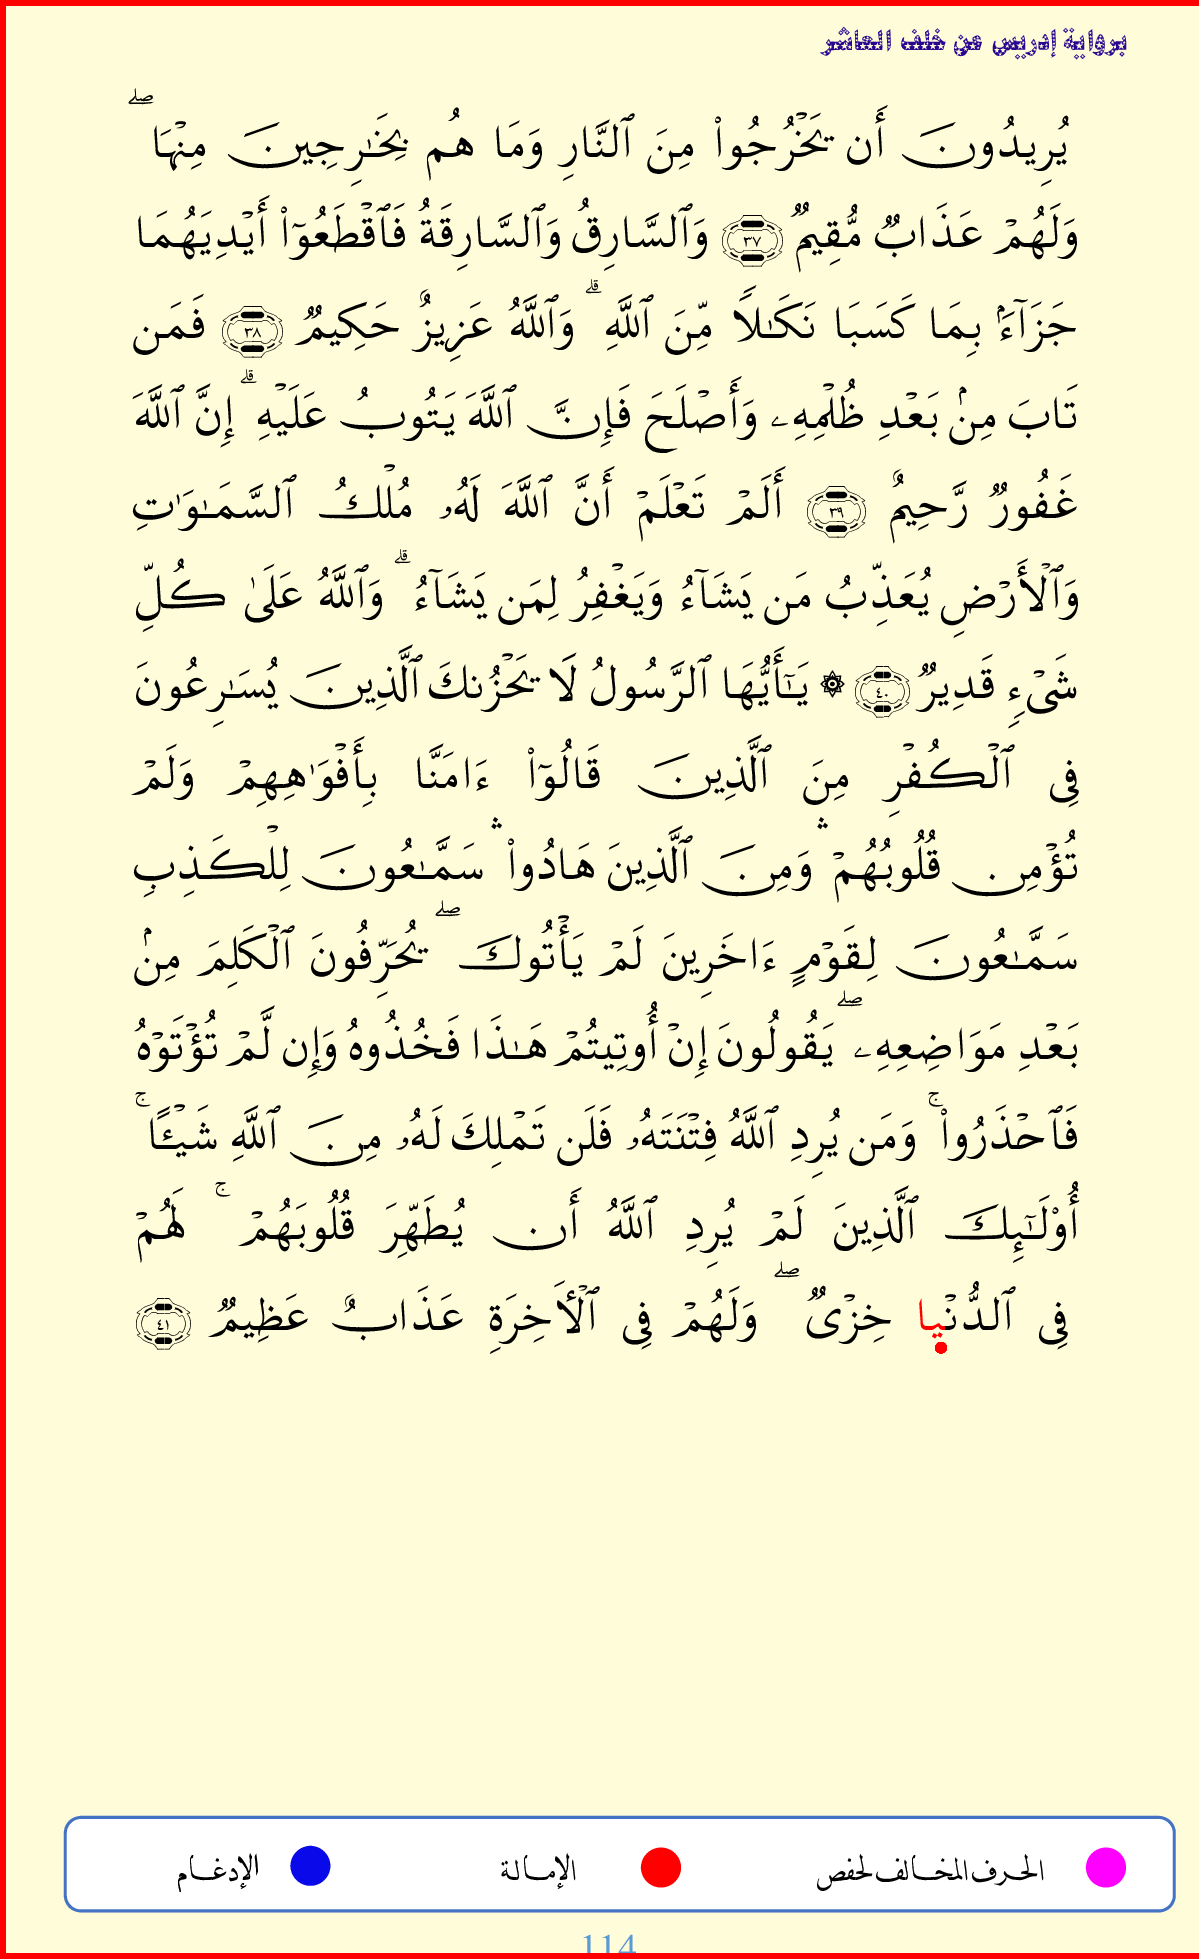 برواية إدريس عن خلف العاشر
يُرِيدُونَ أَن يَخْرُجُوا۟ مِنَ ٱلنَّارِ وَمَا هُم بِخَـٰرِجِينَ مِنْهَا ۖ
وَلَهُمْ عَذَابٌ مُّقِيمٌ ٣٧ وَٱلسَّارِقُ وَٱلسَّارِقَةُ فَٱقْطَعُوٓا۟ أَيْدِيَهُمَا
جَزَآءًۢ بِمَا كَسَبَا نَكَـٰلًا مِّنَ ٱللَّهِ ۗ وَٱللَّهُ عَزِيزٌ حَكِيمٌ ٣٨ فَمَن
تَابَ مِنۢ بَعْدِ ظُلْمِهِۦ وَأَصْلَحَ فَإِنَّ ٱللَّهَ يَتُوبُ عَلَيْهِ ۗ إِنَّ ٱللَّهَ
غَفُورٌ رَّحِيمٌ ٣٩ أَلَمْ تَعْلَمْ أَنَّ ٱللَّهَ لَهُۥ مُلْكُ ٱلسَّمَـٰوَٰتِ
وَٱلْأَرْضِ يُعَذِّبُ مَن يَشَآءُ وَيَغْفِرُ لِمَن يَشَآءُ ۗ وَٱللَّهُ عَلَىٰ كُلِّ
شَىْءٍ قَدِيرٌ ٤٠ ۞ يَـٰٓأَيُّهَا ٱلرَّسُولُ لَا يَحْزُنكَ ٱلَّذِينَ يُسَـٰرِعُونَ
فِى ٱلْكُفْرِ مِنَ ٱلَّذِينَ قَالُوٓا۟ ءَامَنَّا بِأَفْوَٰهِهِمْ وَلَمْ
تُؤْمِن قُلُوبُهُمْ ۛ وَمِنَ ٱلَّذِينَ هَادُوا۟ ۛ سَمَّـٰعُونَ لِلْكَذِبِ
سَمَّـٰعُونَ لِقَوْمٍ ءَاخَرِينَ لَمْ يَأْتُوكَ ۖ يُحَرِّفُونَ ٱلْكَلِمَ مِنۢ
بَعْدِ مَوَاضِعِهِۦ ۖ يَقُولُونَ إِنْ أُوتِيتُمْ هَـٰذَا فَخُذُوهُ وَإِن لَّمْ تُؤْتَوْهُ
فَٱحْذَرُوا۟ ۚ وَمَن يُرِدِ ٱللَّهُ فِتْنَتَهُۥ فَلَن تَمْلِكَ لَهُۥ مِنَ ٱللَّهِ شَيْـًٔا ۚ
أُو۟لَـٰٓئِكَ ٱلَّذِينَ لَمْ يُرِدِ ٱللَّهُ أَن يُطَهِّرَ قُلُوبَهُمْ ۚ لَهُمْ
فِى ٱلدُّنْيَا خِزْىٌ ۖ وَلَهُمْ فِى ٱلْـَٔاخِرَةِ عَذَابٌ عَظِيمٌ ٤١
الحرف المخالف لحفص الإمالة الإدغام
114